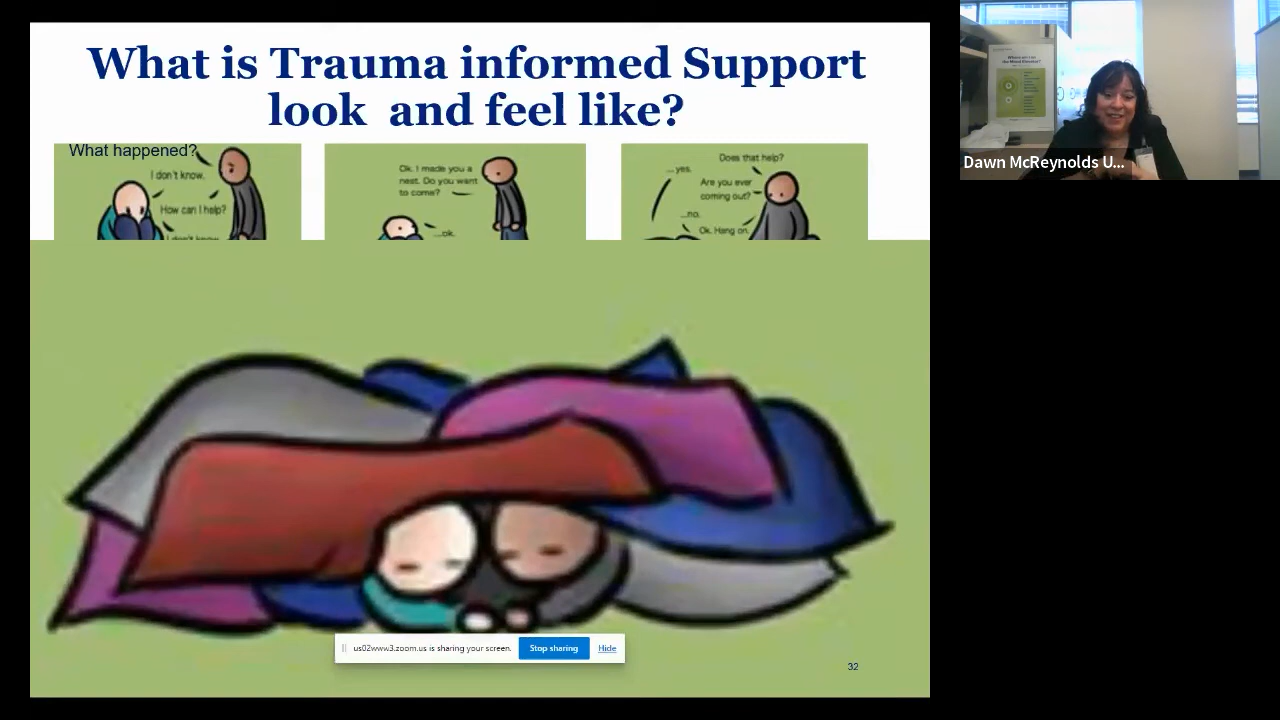 What is Trauma informed Support
look and feel like?
What happened?
I don't know.
How can I help?
I don't know
Ok. I made you a
nest. Do you want
to come?
...ok.
Does that help?
...yes.
Are you ever
coming out?
...no.
Ok. Hang on.
us02www3.zoom.us is sharing your screen.
Stop sharing
Hide
32
Dawn McReynolds U...